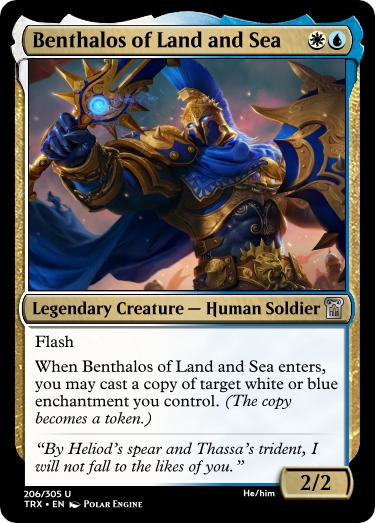 Benthalos of Land and Sea
Legendary Creature — Human Soldier
Flash
When Benthalos of Land and Sea enters,
you may cast a copy of target white or blue
enchantment you control. (The copy
becomes a token.)
“By Heliod’s spear and Thassa’s trident, I
will not fall to the likes of you.”
2/2
206/305 U
He/him
TRX • EN Polar Engine